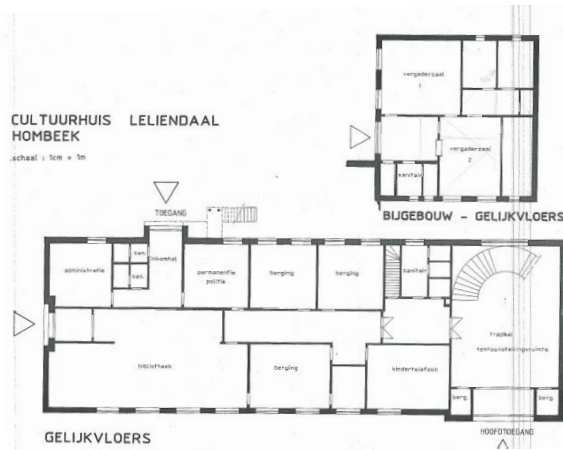 CULTUURHUIS LELIENDAAL
HOMBEEK
schaal : 1cm = 1m
vergaderzaal
1
vergaderzaal
2
sanitair
BIJGEBOUW - GELIJKVLOERS
TOEGANG
administratie
san.
san.
inkomhal
permanentie
politie
berging
berging
sanitair
traphal
tentoonstellingsruimte
bibliotheek
berging
kindertelefoon
berg.
berg.
GELIJKVLOERS
HOOFDTOEGANG